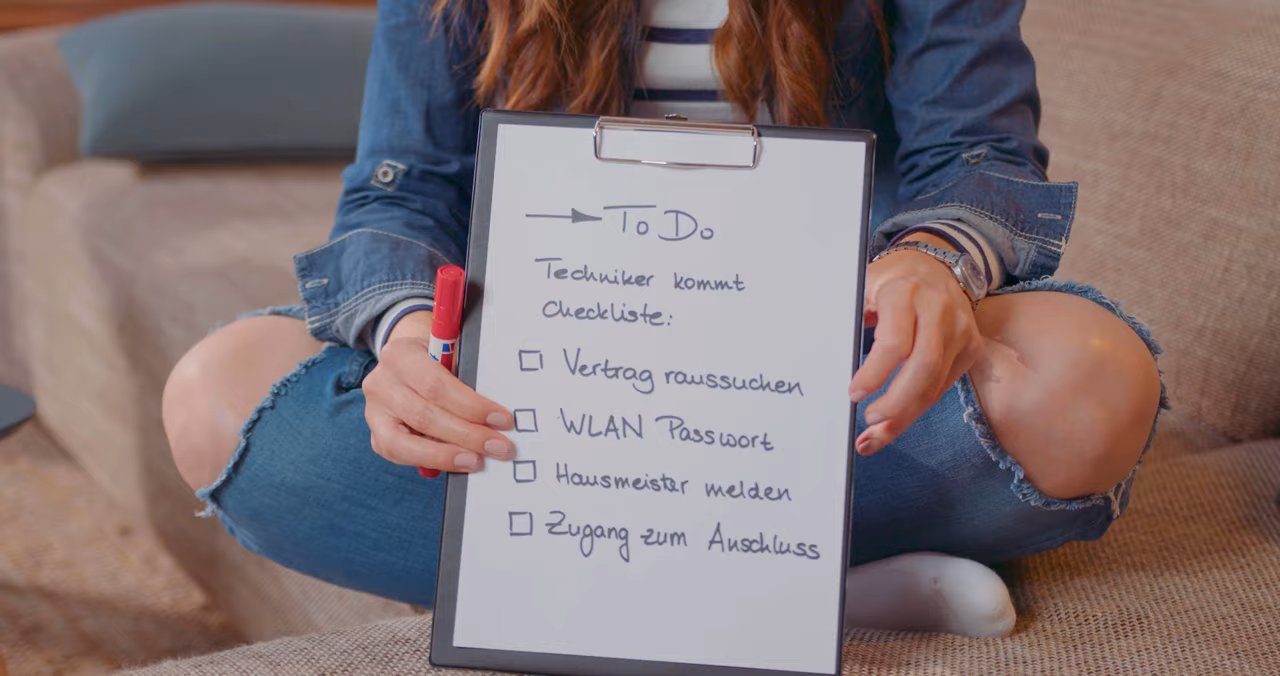 → To Do
Techniker kommt
Checkliste:
☐ Vertrag raussuchen
☐ WLAN Passwort
☐ Hausmeister melden
☐ Zugang zum Anschluss